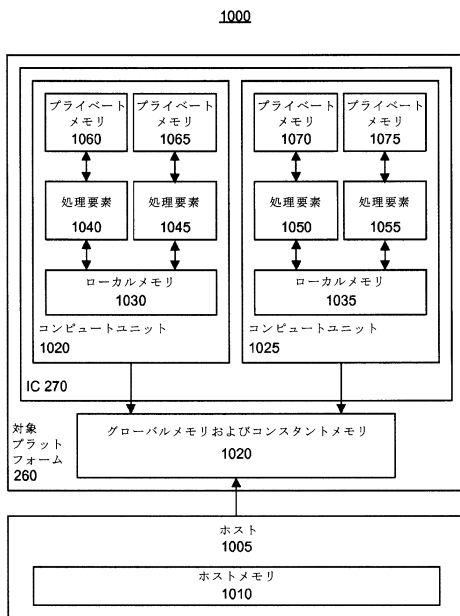 1000
プライベート
メモリ
1060
プライベート
メモリ
1065
プライベート
メモリ
1070
プライベート
メモリ
1075
処理要素
1040
処理要素
1045
処理要素
1050
処理要素
1055
ローカルメモリ
1030
ローカルメモリ
1035
コンピュートユニット
1020
コンピュートユニット
1025
IC 270
グローバルメモリおよびコンスタントメモリ
1020
対象
プラット
フォーム
260
ホスト
1005
ホストメモリ
1010